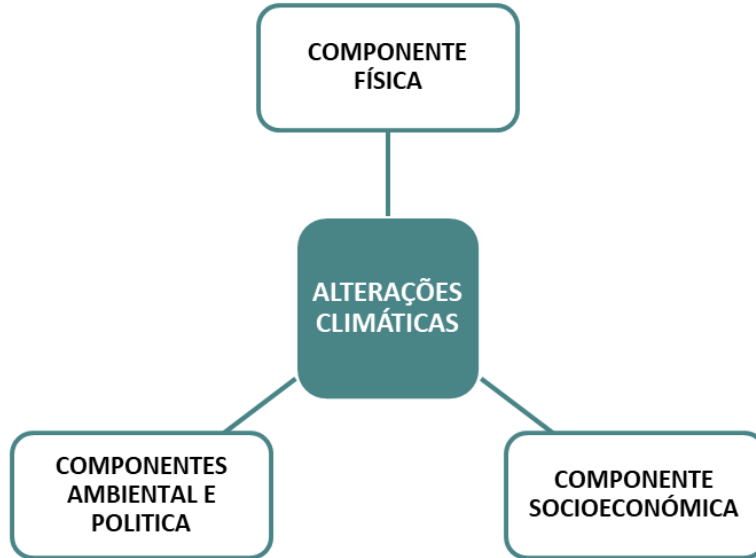 COMPONENTE
FÍSICA
ALTERAÇÕES
CLIMÁTICAS
COMPONENTES
AMBIENTAL E
POLITICA
COMPONENTE
SOCIOECONÓMICA